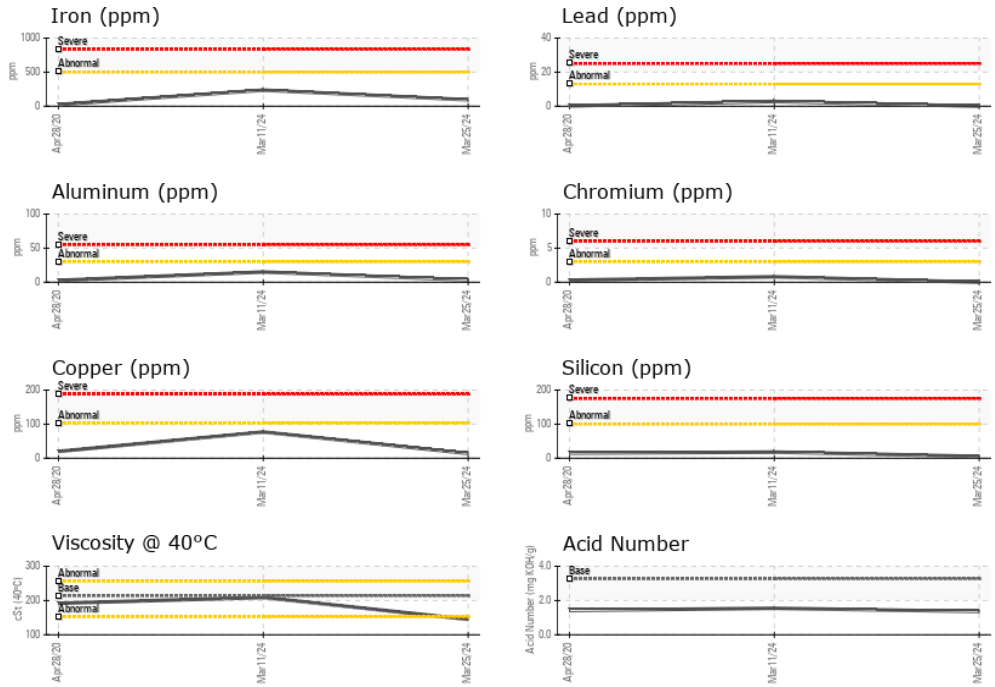 Iron (ppm)
1000
500
0
ppm
Severe
Abnormal
Apr28/20
Mar11/24
Mar25/24
Lead (ppm)
40
20
0
ppm
Severe
Abnormal
Apr28/20
Mar11/24
Mar25/24
Aluminum (ppm)
100
50
0
ppm
Severe
Abnormal
Apr28/20
Mar11/24
Mar25/24
Chromium (ppm)
10
5
0
ppm
Severe
Abnormal
Apr28/20
Mar11/24
Mar25/24
Copper (ppm)
200
100
0
ppm
Severe
Abnormal
Apr28/20
Mar11/24
Mar25/24
Silicon (ppm)
200
100
0
ppm
Severe
Abnormal
Apr28/20
Mar11/24
Mar25/24
Viscosity @ 40°C
300
200
100
cSt (40°C)
Abnormal
Base
Abnormal
Apr28/20
Mar11/24
Mar25/24
Acid Number
4.0
2.0
0.0
Acid Number (mg KOH/g)
Base
Apr28/20
Mar11/24
Mar25/24